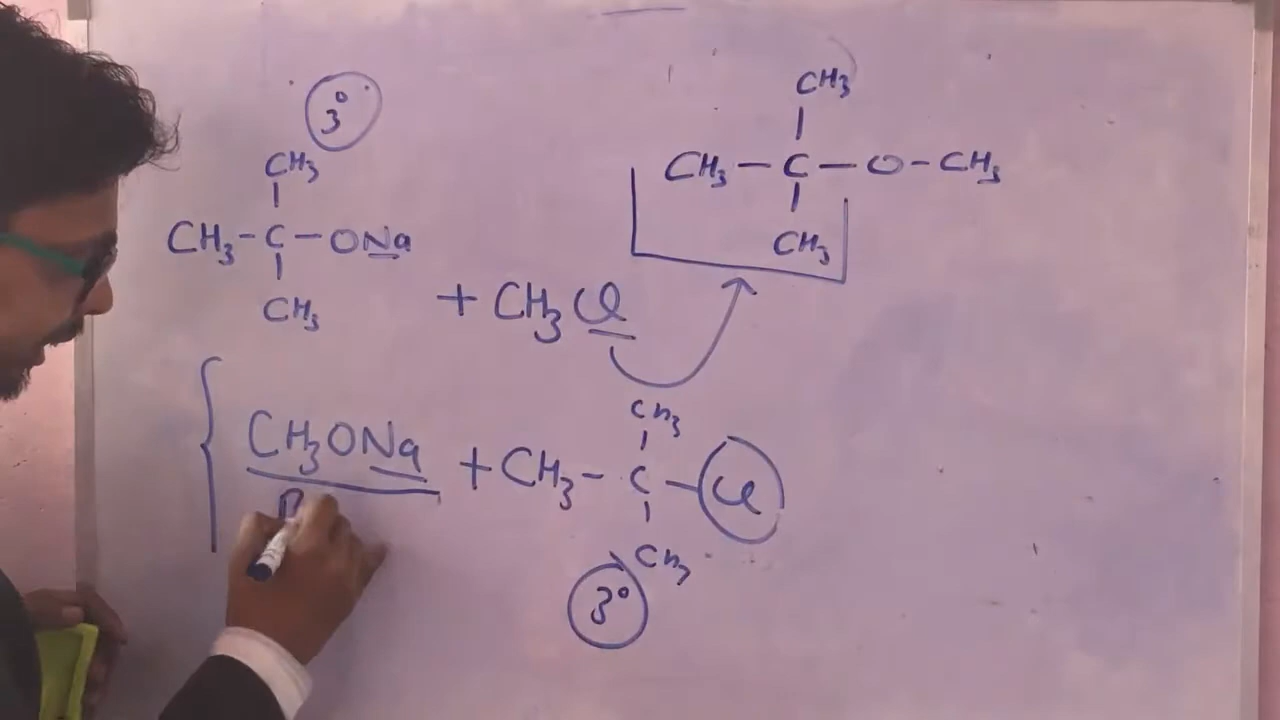 3°
CH3
CH3-C-ONa
CH3
+ CH3Cl
CH3
CH3-C-O-CH3
CH3
CH3ONa + CH3-C-Cl
CH3
CH3
3°